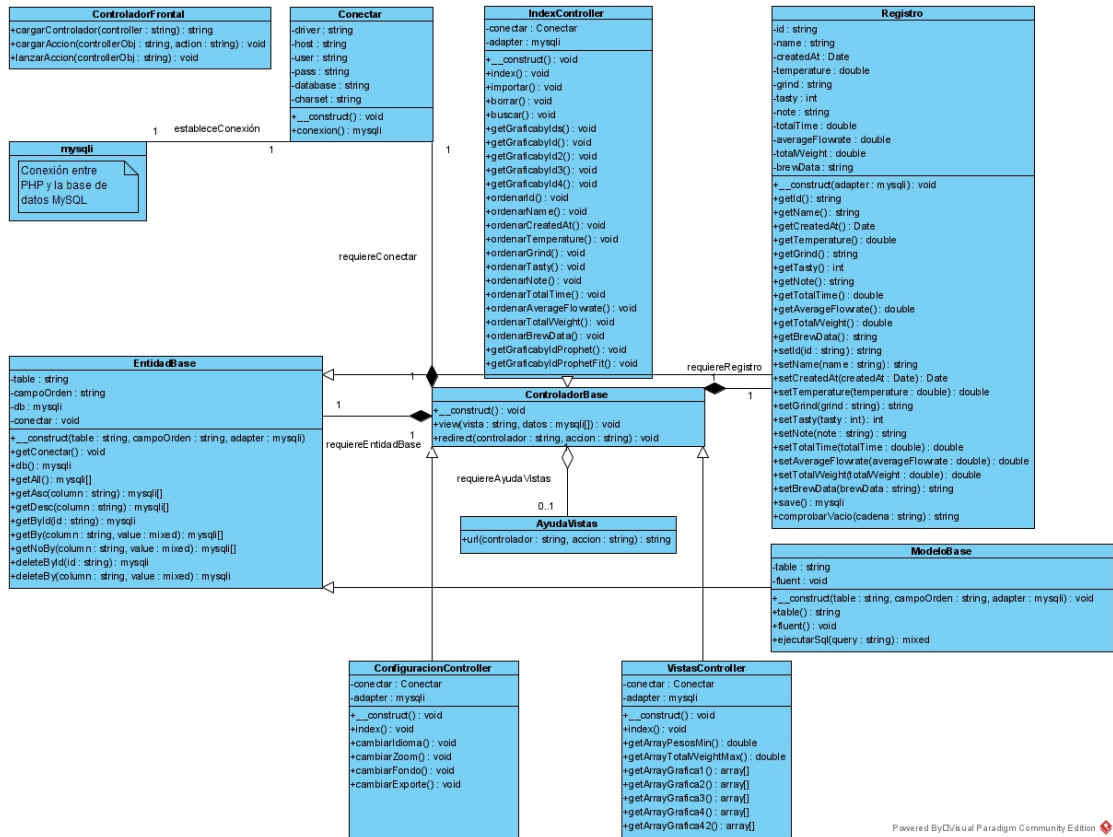 ControladorFrontal
+cargarControlador(controller : string) : string
+cargarAccion(controllerObj : string, action : string) : void
+lanzarAccion(controllerObj : string) : void
Conectar
-driver : string
-host : string
-user : string
-pass : string
-database : string
-charset : string
+__construct() : void
+conexion() : mysqli
estableceConexión
1
1
1
mysqli
Conexión entre
PHP y la base de
datos MySQL
requiereConectar
IndexController
-conectar : Conectar
-adapter : mysqli
+__construct() : void
+index() : void
+importar() : void
+borrar() : void
+buscar() : void
+getGraficabyIds() : void
+getGraficabyId() : void
+getGraficabyId2() : void
+getGraficabyId3() : void
+getGraficabyId4() : void
+ordenarId() : void
+ordenarName() : void
+ordenarCreatedAt() : void
+ordenarTemperature() : void
+ordenarGrind() : void
+ordenarTasty() : void
+ordenarNote() : void
+ordenarTotalTime() : void
+ordenarAverageFlowrate() : void
+ordenarTotalWeight() : void
+ordenarBrewData() : void
+getGraficabyIdProphet() : void
+getGraficabyIdProphetFit() : void
Registro
-id : string
-name : string
-createdAt : Date
-temperature : double
-grind : string
-tasty : int
-note : string
-totalTime : double
-averageFlowrate : double
-totalWeight : double
-brewData : string
+__construct(adapter : mysqli) : void
+getId() : string
+getName() : string
+getCreatedAt() : Date
+getTemperature() : double
+getGrind() : string
+getTasty() : int
+getNote() : string
+getTotalTime() : double
+getAverageFlowrate() : double
+getTotalWeight() : double
+getBrewData() : string
+setId(id : string) : string
+setName(name : string) : string
+setCreatedAt(createdAt : Date) : Date
+setTemperature(temperature : double) : double
+setGrind(grind : string) : string
+setTasty(tasty : int) : int
+setNote(note : string) : string
+setTotalTime(totalTime : double) : double
+setAverageFlowrate(averageFlowrate : double) : double
+setTotalWeight(totalWeight : double) : double
+setBrewData(brewData : string) : string
+save() : mysqli
+comprobarVacio(cadena : string) : string
EntidadBase
-table : string
-campoOrden : string
-db : mysqli
-conectar : void
+__construct(table : string, campoOrden : string, adapter : mysqli)
+getConectar() : void
+db() : mysqli
+getAll() : mysqli[]
+getAsc(column : string) : mysqli[]
+getDesc(column : string) : mysqli[]
+getById(id : string) : mysqli
+getBy(column : string, value : mixed) : mysqli[]
+getNoBy(column : string, value : mixed) : mysqli[]
+deleteById(id : string) : mysqli
+deleteBy(column : string, value : mixed) : mysqli
requiereRegistro
1
1
1
1
1
requiereEntidadBase
ControladorBase
+__construct() : void
+view(vista : string, datos : mysqli[]) : void
+redirect(controlador : string, accion : string) : void
1
requiereAyudaVistas
0..1
AyudaVistas
+url(controlador : string, accion : string) : string
ModeloBase
-table : string
-fluent : void
+__construct(table : string, campoOrden : string, adapter : mysqli) : void
+table() : string
+fluent() : void
+ejecutarSql(query : string) : mixed
ConfiguracionController
-conectar : Conectar
-adapter : mysqli
+__construct() : void
+index() : void
+cambiarIdioma() : void
+cambiarZoom() : void
+cambiarFondo() : void
+cambiarExporte() : void
VistasController
-conectar : Conectar
-adapter : mysqli
+__construct() : void
+index() : void
+getArrayPesosMin() : double
+getArrayTotalWeightMax() : double
+getArrayGrafica1() : array[]
+getArrayGrafica2() : array[]
+getArrayGrafica3() : array[]
+getArrayGrafica4() : array[]
+getArrayGrafica42() : array[]
Powered By□Visual Paradigm Community Edition